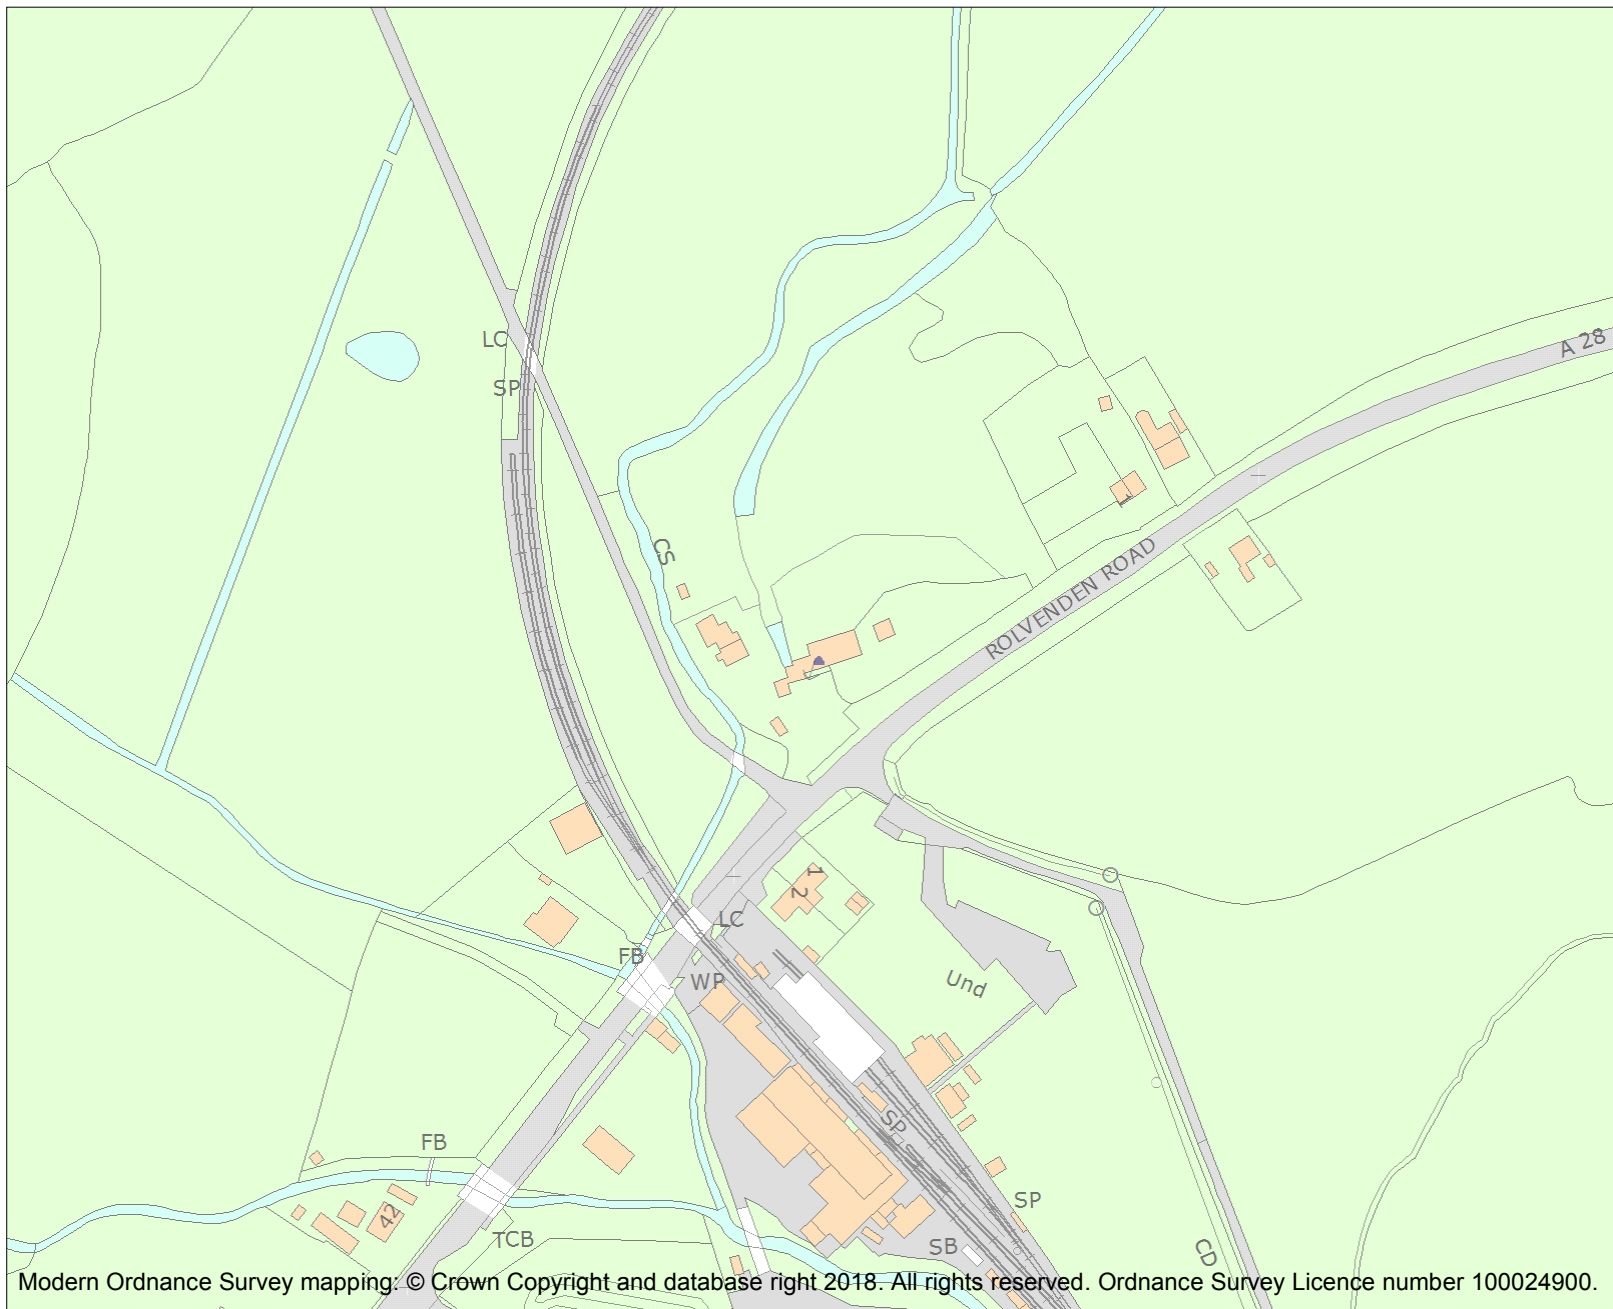 A 28
LC
SP
1
CS
ROLVENDEN ROAD
1
2
LC
FB
WP
Und
SP
SP
FB
42
TCB
SP
SB
CD
Modern Ordnance Survey mapping: © Crown Copyright and database right 2018. All rights reserved. Ordnance Survey Licence number 100024900.